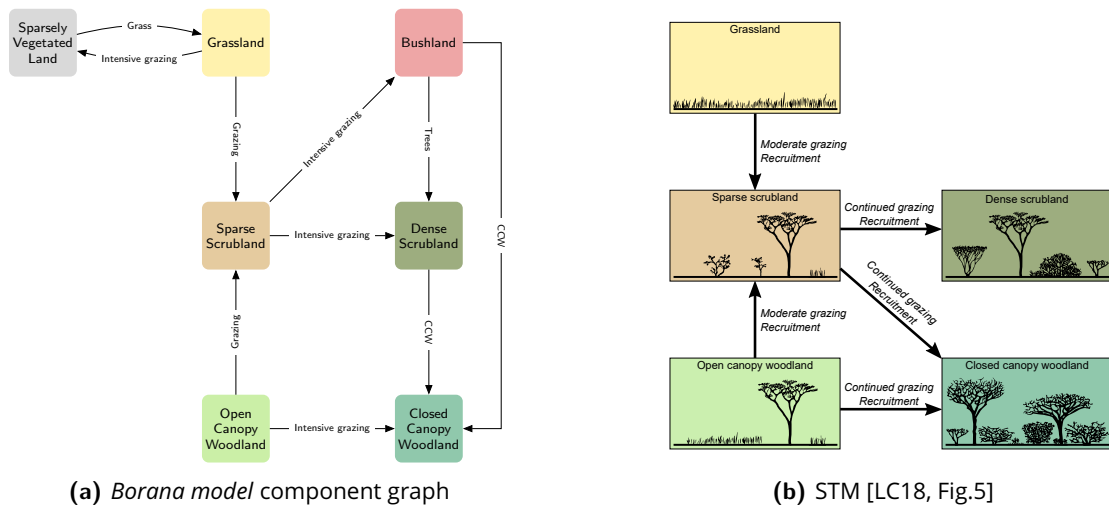 Sparsely
Vegetated
Land
Grass
Intensive grazing
Grassland
Bushland
Grazing
Intensive grazing
Trees
CCW
Sparse
Scrubland
Intensive grazing
Dense
Scrubland
Grazing
CCW
Open
Canopy
Woodland
Intensive grazing
Closed
Canopy
Woodland
(a) Borana model component graph
Grassland
Moderate grazing
Recruitment
Sparse scrubland
Continued grazing
Recruitment
Dense scrubland
Continued grazing
Recruitment
Moderate grazing
Recruitment
Open canopy woodland
Continued grazing
Recruitment
Closed canopy woodland
(b) STM [LC18, Fig.5]